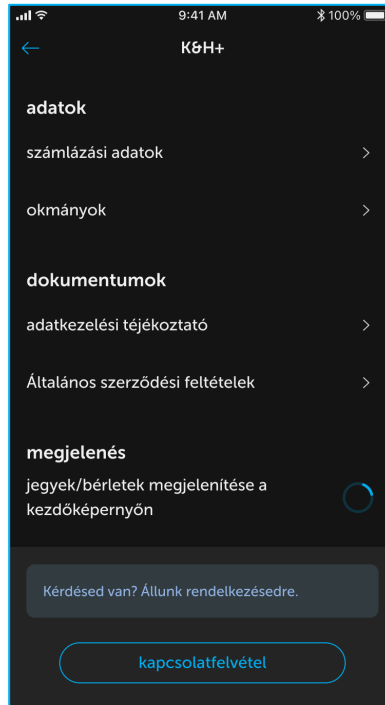 9:41 AM
100%
K&H+
adatok
számlázási adatok
okmányok
dokumentumok
adatkezelési téjékoztató
Általános szerződési feltételek
megjelenés
jegyek/bérletek megjelenítése a
kezdőképernyőn
Kérdésed van? Állunk rendelkezésedre.
kapcsolatfelvétel